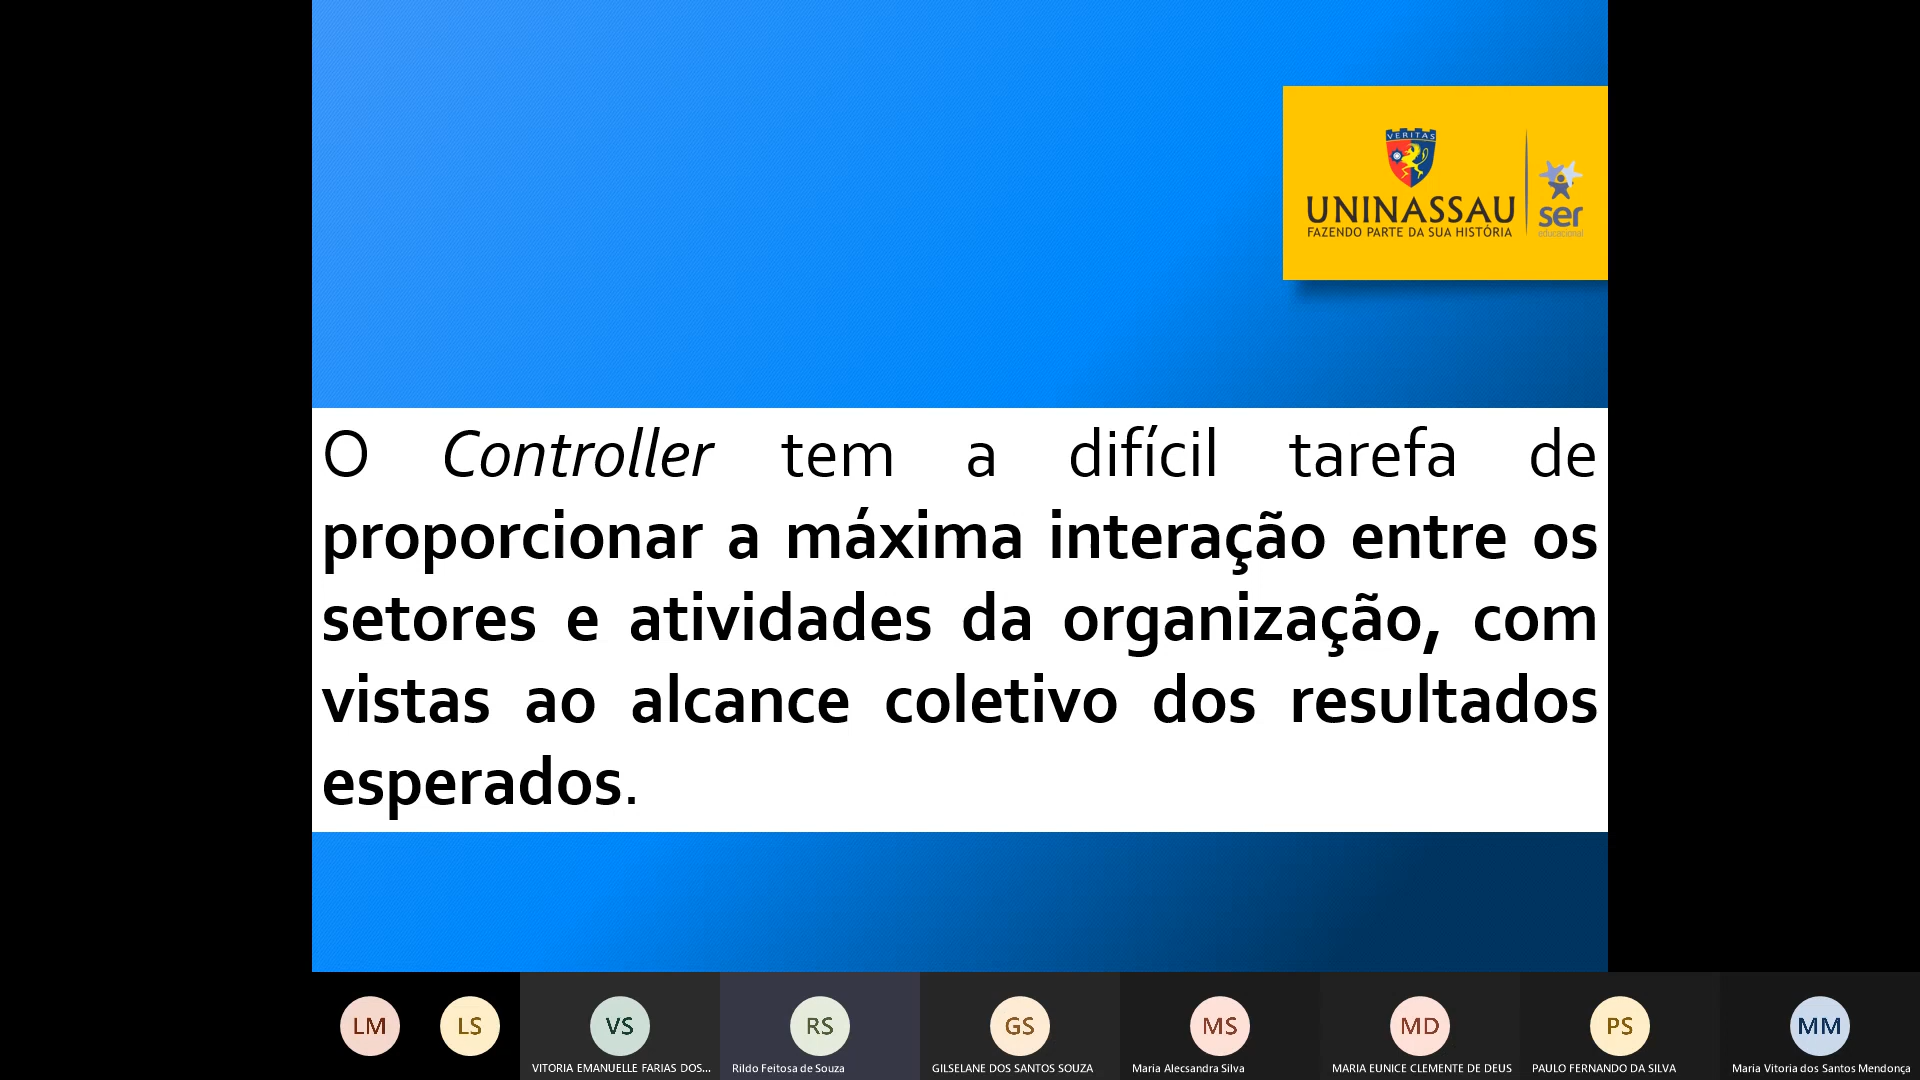 VERITAS
UNINASSAU
FAZENDO PARTE DA SUA HISTÓRIA
ser
educacional
O Controller tem a difícil tarefa de
proporcionar a máxima interação entre os
setores e atividades da organização, com
vistas ao alcance coletivo dos resultados
esperados.
LM
LS
VS
RS
GS
MS
MD
PS
MM
VITORIA EMANUELLE FARIAS DOS...
Rildo Feitosa de Souza
GILSELANE DOS SANTOS SOUZA
Maria Alecsandra Silva
MARIA EUNICE CLEMENTE DE DEUS
PAULO FERNANDO DA SILVA
Maria Vitoria dos Santos Mendonça